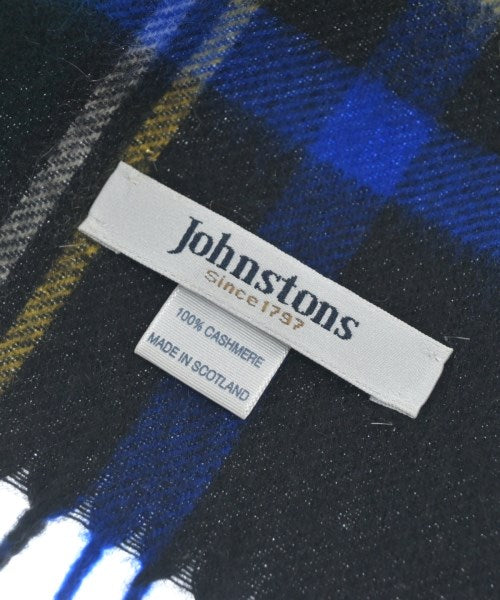 Johnstons
Since 1797
100% CASHMERE
MADE IN SCOTLAND